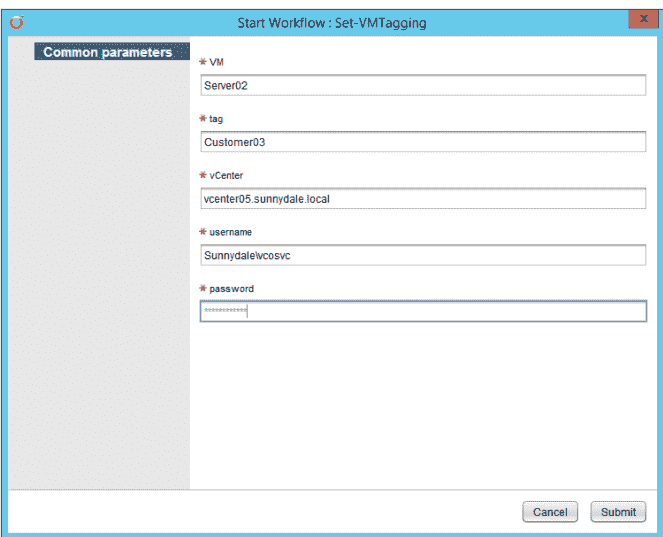 Start Workflow : Set-VMTagging
x
Common parameters
* VM
Server02
* tag
Customer03
* vCenter
vcenter05.sunnydale.local
* username
Sunnydale\vcosvc
* password
************
Cancel
Submit